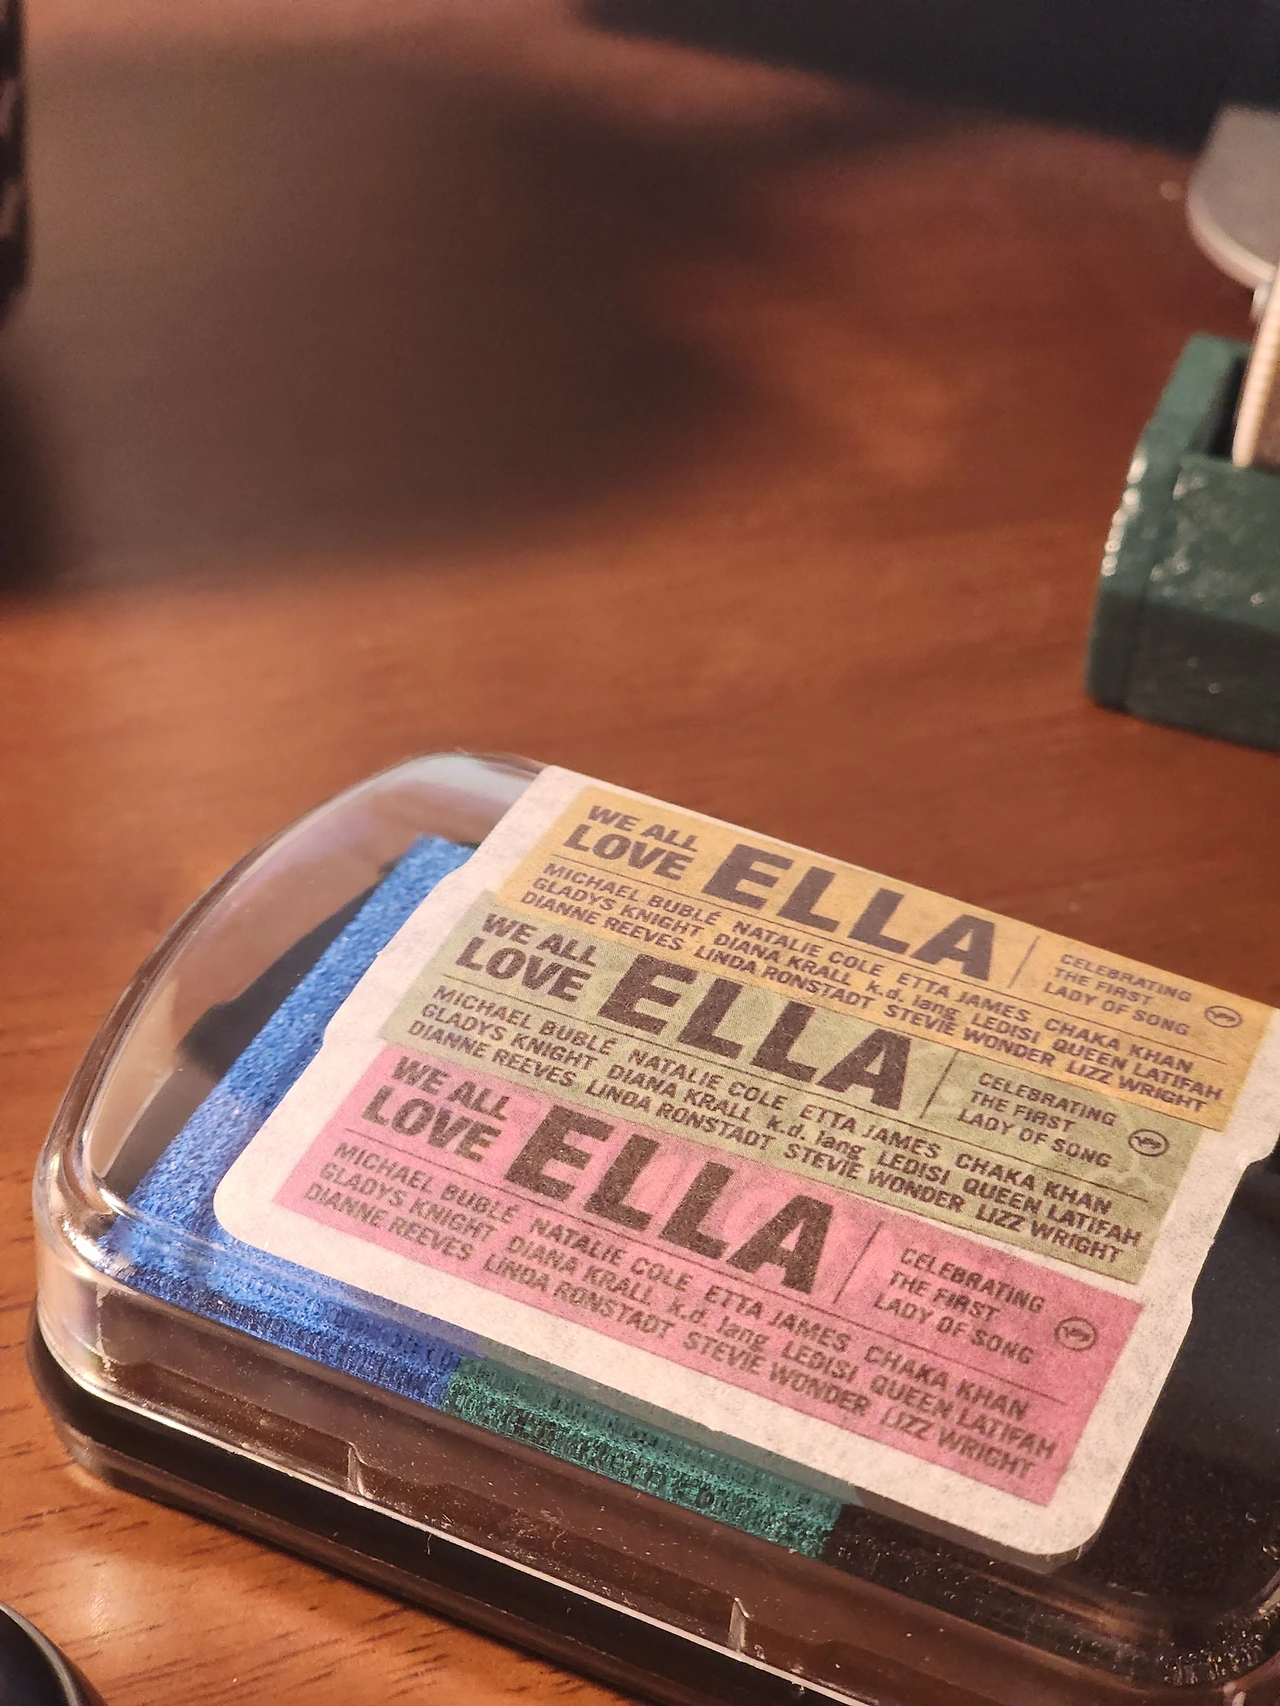 WE ALL
LOVE ELLA
CELEBRATING
THE FIRST
LADY OF SONG
MICHAEL BUBLÉ NATALIE COLE ETTA JAMES CHAKA KHAN
GLADYS KNIGHT DIANA KRALL k.d. lang LEDISI QUEEN LATIFAH
DIANNE REEVES LINDA RONSTADT STEVIE WONDER LIZZ WRIGHT
WE ALL
LOVE ELLA
CELEBRATING
THE FIRST
LADY OF SONG
MICHAEL BUBLÉ NATALIE COLE ETTA JAMES CHAKA KHAN
GLADYS KNIGHT DIANA KRALL k.d. lang LEDISI QUEEN LATIFAH
DIANNE REEVES LINDA RONSTADT STEVIE WONDER LIZZ WRIGHT
WE ALL
LOVE ELLA
CELEBRATING
THE FIRST
LADY OF SONG
MICHAEL BUBLÉ NATALIE COLE ETTA JAMES CHAKA KHAN
GLADYS KNIGHT DIANA KRALL k.d. lang LEDISI QUEEN LATIFAH
DIANNE REEVES LINDA RONSTADT STEVIE WONDER LIZZ WRIGHT